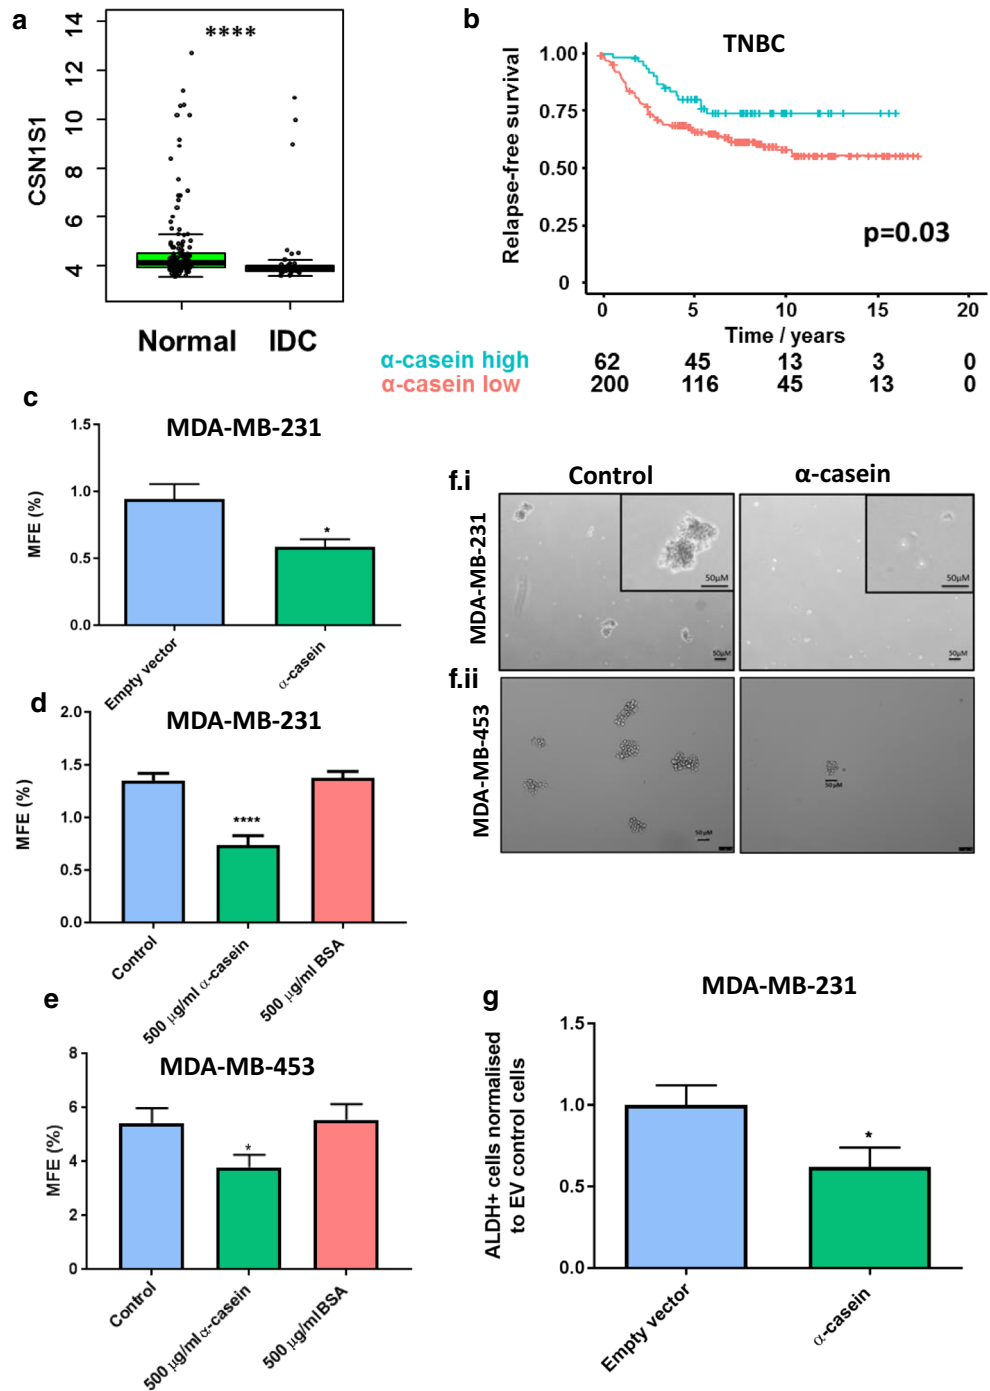 a
CSN1S1
14
12
10
8
6
4
****
Normal IDC
b
TNBC
Relapse-free survival
1.00
0.75
0.50
0.25
0
p=0.03
0 5 10 15 20
Time / years
α-casein high 62 45 13 3 0
α-casein low 200 116 45 13 0
c
MDA-MB-231
MFE (%)
1.5
1.0
0.5
0.0
*
Empty vector
α-casein
d
MDA-MB-231
MFE (%)
2.0
1.5
1.0
0.5
0.0
****
Control
500 µg/ml α-casein
500 µg/ml BSA
e
MDA-MB-453
MFE (%)
8
6
4
2
0
*
Control
500 µg/ml α-casein
500 µg/ml BSA
f.i
Control
α-casein
MDA-MB-231
50µM
50µM
50µM
50µM
f.ii
MDA-MB-453
50 µM
50 µM
g
MDA-MB-231
ALDH+ cells normalised
to EV control cells
1.5
1.0
0.5
0.0
*
Empty vector
α-casein